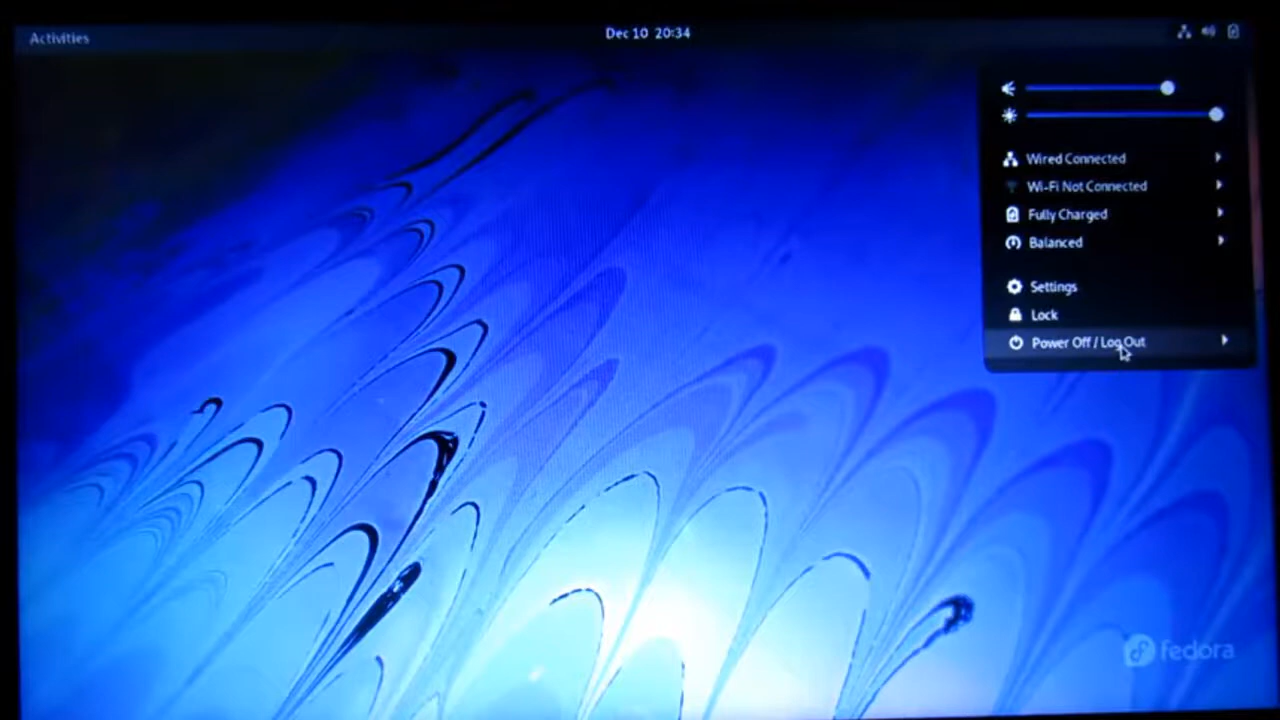 Activities
Dec 10 20:34
Wired Connected
Wi-Fi Not Connected
Fully Charged
Balanced
Settings
Lock
Power Off / Log Out
fedora